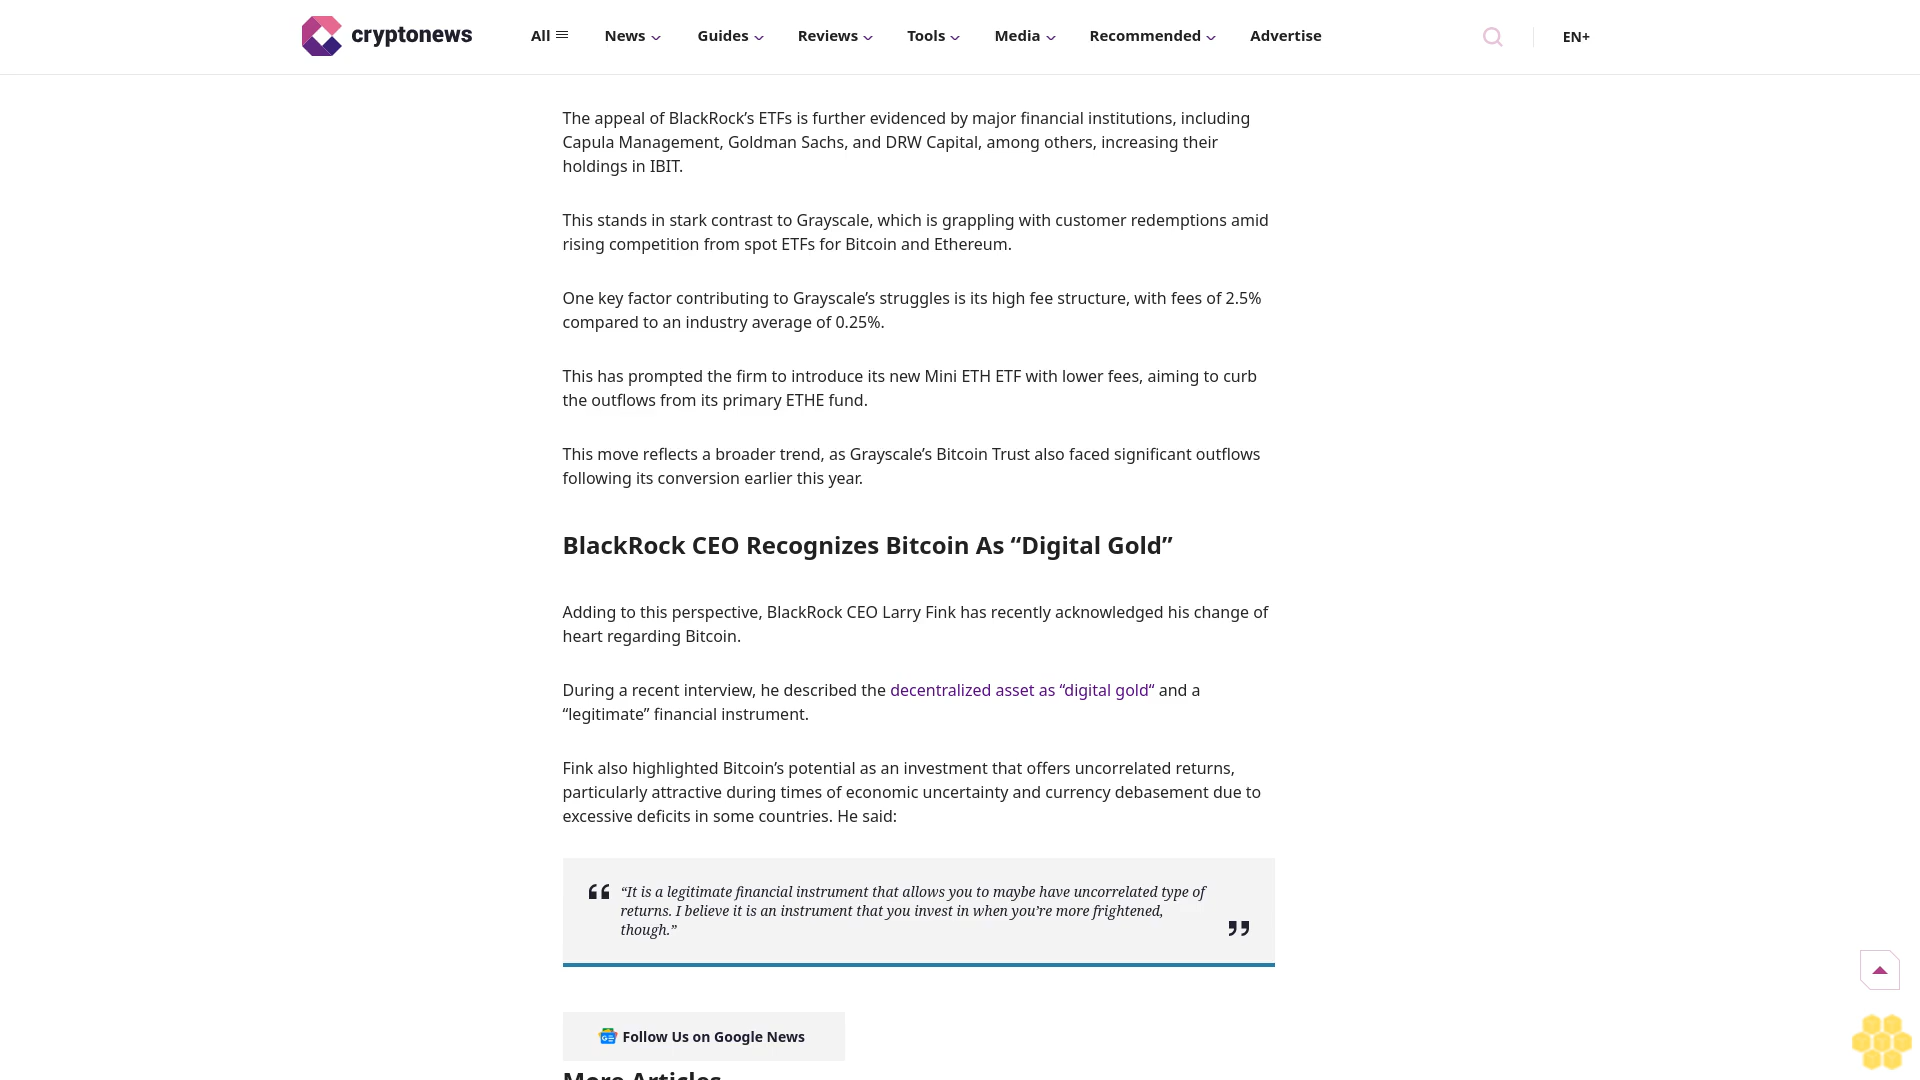 cryptonews
All
News
Guides
Reviews
Tools
Media
Recommended
Advertise
EN+
The appeal of BlackRock’s ETFs is further evidenced by major financial institutions, including
Capula Management, Goldman Sachs, and DRW Capital, among others, increasing their
holdings in IBIT.
This stands in stark contrast to Grayscale, which is grappling with customer redemptions amid
rising competition from spot ETFs for Bitcoin and Ethereum.
One key factor contributing to Grayscale’s struggles is its high fee structure, with fees of 2.5%
compared to an industry average of 0.25%.
This has prompted the firm to introduce its new Mini ETH ETF with lower fees, aiming to curb
the outflows from its primary ETHE fund.
This move reflects a broader trend, as Grayscale’s Bitcoin Trust also faced significant outflows
following its conversion earlier this year.
BlackRock CEO Recognizes Bitcoin As “Digital Gold”
Adding to this perspective, BlackRock CEO Larry Fink has recently acknowledged his change of
heart regarding Bitcoin.
During a recent interview, he described the decentralized asset as “digital gold“ and a
“legitimate” financial instrument.
Fink also highlighted Bitcoin’s potential as an investment that offers uncorrelated returns,
particularly attractive during times of economic uncertainty and currency debasement due to
excessive deficits in some countries. He said:
“It is a legitimate financial instrument that allows you to maybe have uncorrelated type of
returns. I believe it is an instrument that you invest in when you’re more frightened,
though.”
Follow Us on Google News
More Articles